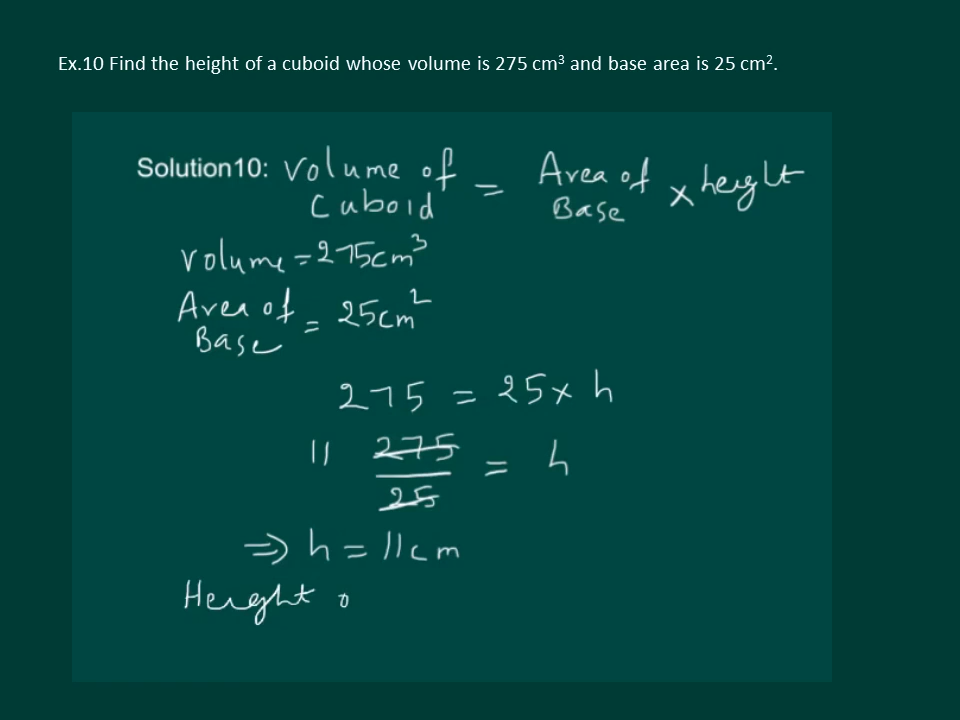 Ex.10 Find the height of a cuboid whose volume is 275 cm³ and base area is 25 cm².
Solution10: Volume of Cuboid = Area of Base × height
Volume = 275cm³
Area of Base = 25cm²
275 = 25 × h
11 275/25 = h
⇒ h = 11cm
Height o